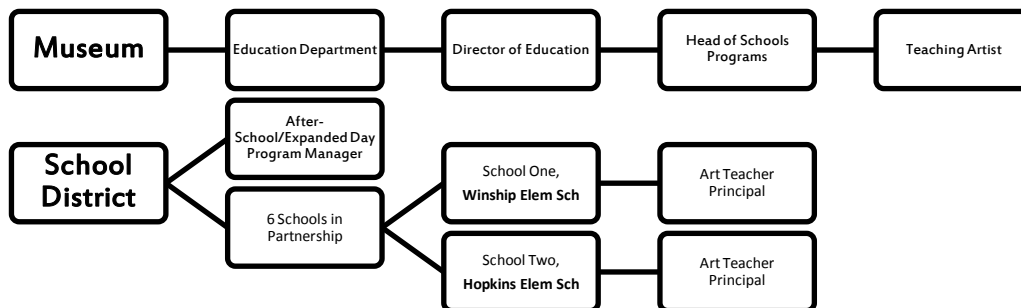 Museum
Education Department
Director of Education
Head of Schools
Programs
Teaching Artist
School
District
After-
School/Expanded Day
Program Manager
6 Schools in
Partnership
School One,
Winship Elem Sch
Art Teacher
Principal
School Two,
Hopkins Elem Sch
Art Teacher
Principal